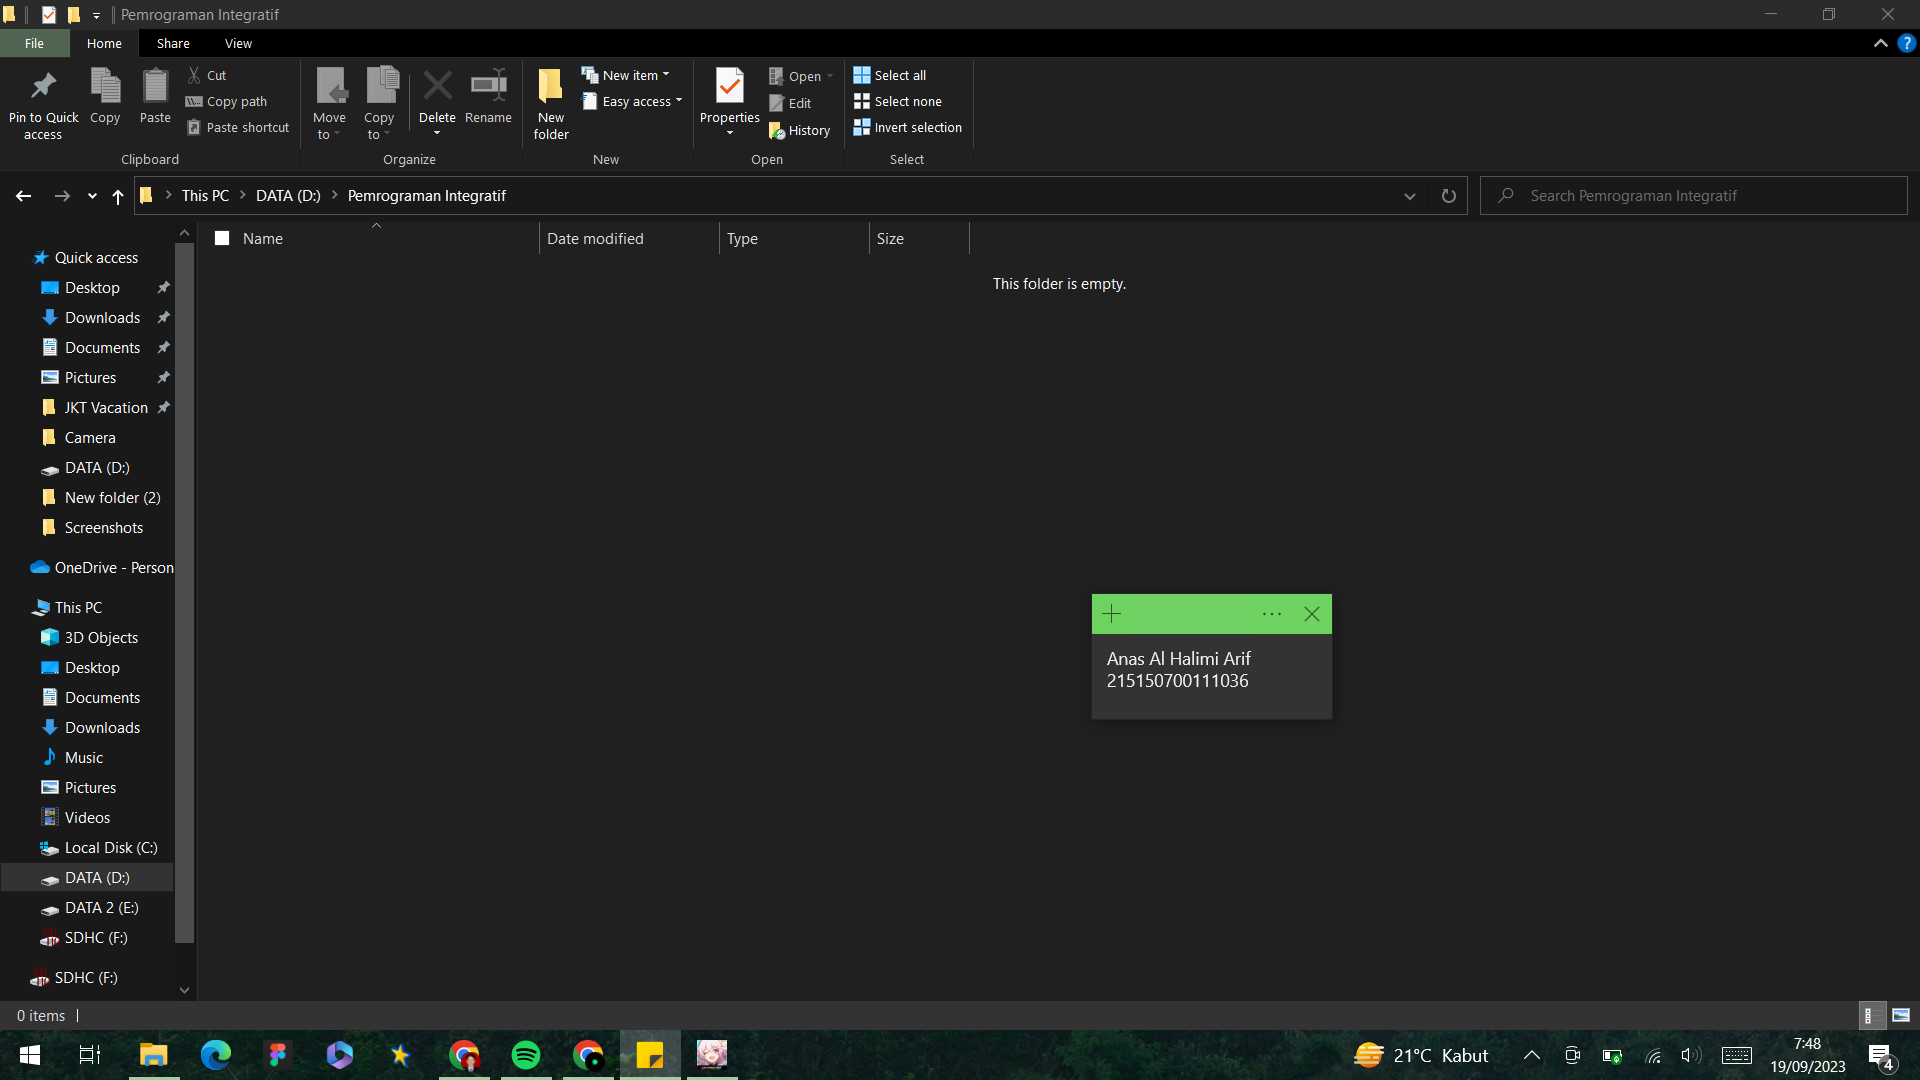 Pemrograman Integratif
File Home Share View
Pin to Quick access
Copy
Paste
Cut
Copy path
Paste shortcut
Clipboard
Move to
Copy to
Delete
Rename
Organize
New folder
New item
Easy access
New
Properties
Open
Edit
History
Open
Select all
Select none
Invert selection
Select
This PC > DATA (D:) > Pemrograman Integratif
Search Pemrograman Integratif
Name Date modified Type Size
This folder is empty.
Quick access
Desktop
Downloads
Documents
Pictures
JKT Vacation
Camera
DATA (D:)
New folder (2)
Screenshots
OneDrive - Person
This PC
3D Objects
Desktop
Documents
Downloads
Music
Pictures
Videos
Local Disk (C:)
DATA (D:)
DATA 2 (E:)
SDHC (F:)
SDHC (F:)
Anas Al Halimi Arif
215150700111036
0 items
21°C Kabut
7:48
19/09/2023
4